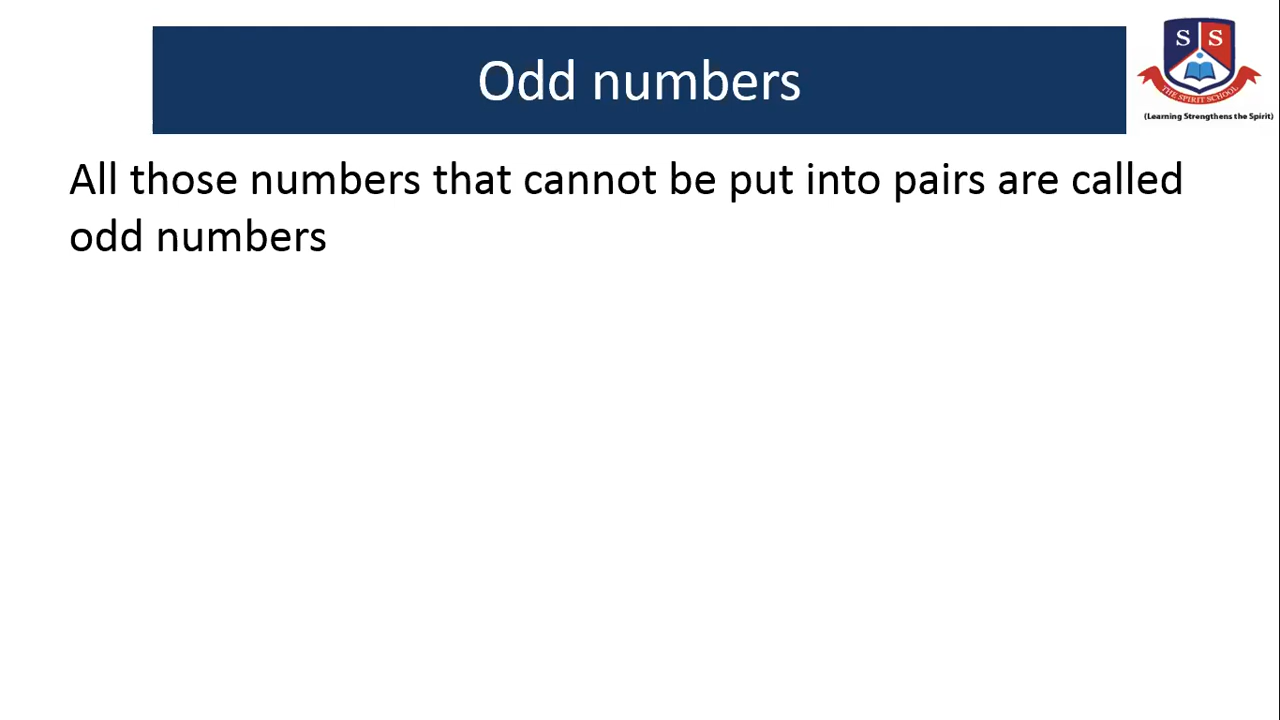 Odd numbers
S S
THE SPIRIT SCHOOL
(Learning Strengthens the Spirit)
All those numbers that cannot be put into pairs are called
odd numbers